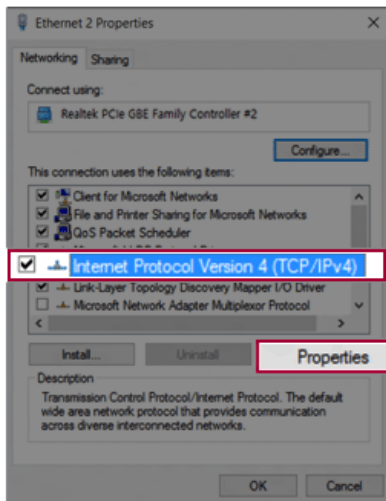 Ethernet 2 Properties
Networking Sharing
Connect using:
Realtek PCIe GBE Family Controller #2
Configure...
This connection uses the following items:
Client for Microsoft Networks
File and Printer Sharing for Microsoft Networks
QoS Packet Scheduler
Internet Protocol Version 4 (TCP/IPv4)
Link-Layer Topology Discovery Mapper I/O Driver
Microsoft Network Adapter Multiplexor Protocol
Install... Uninstall Properties
Description
Transmission Control Protocol/Internet Protocol. The default
wide area network protocol that provides communication
across diverse interconnected networks.
OK Cancel